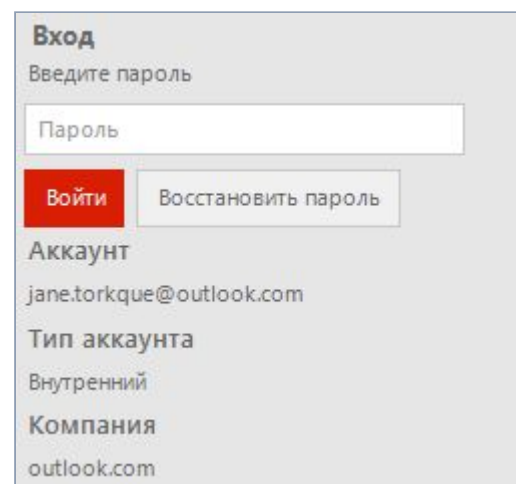 Вход
Введите пароль
Пароль
Войти Восстановить пароль
Аккаунт
jane.torkque@outlook.com
Тип аккаунта
Внутренний
Компания
outlook.com